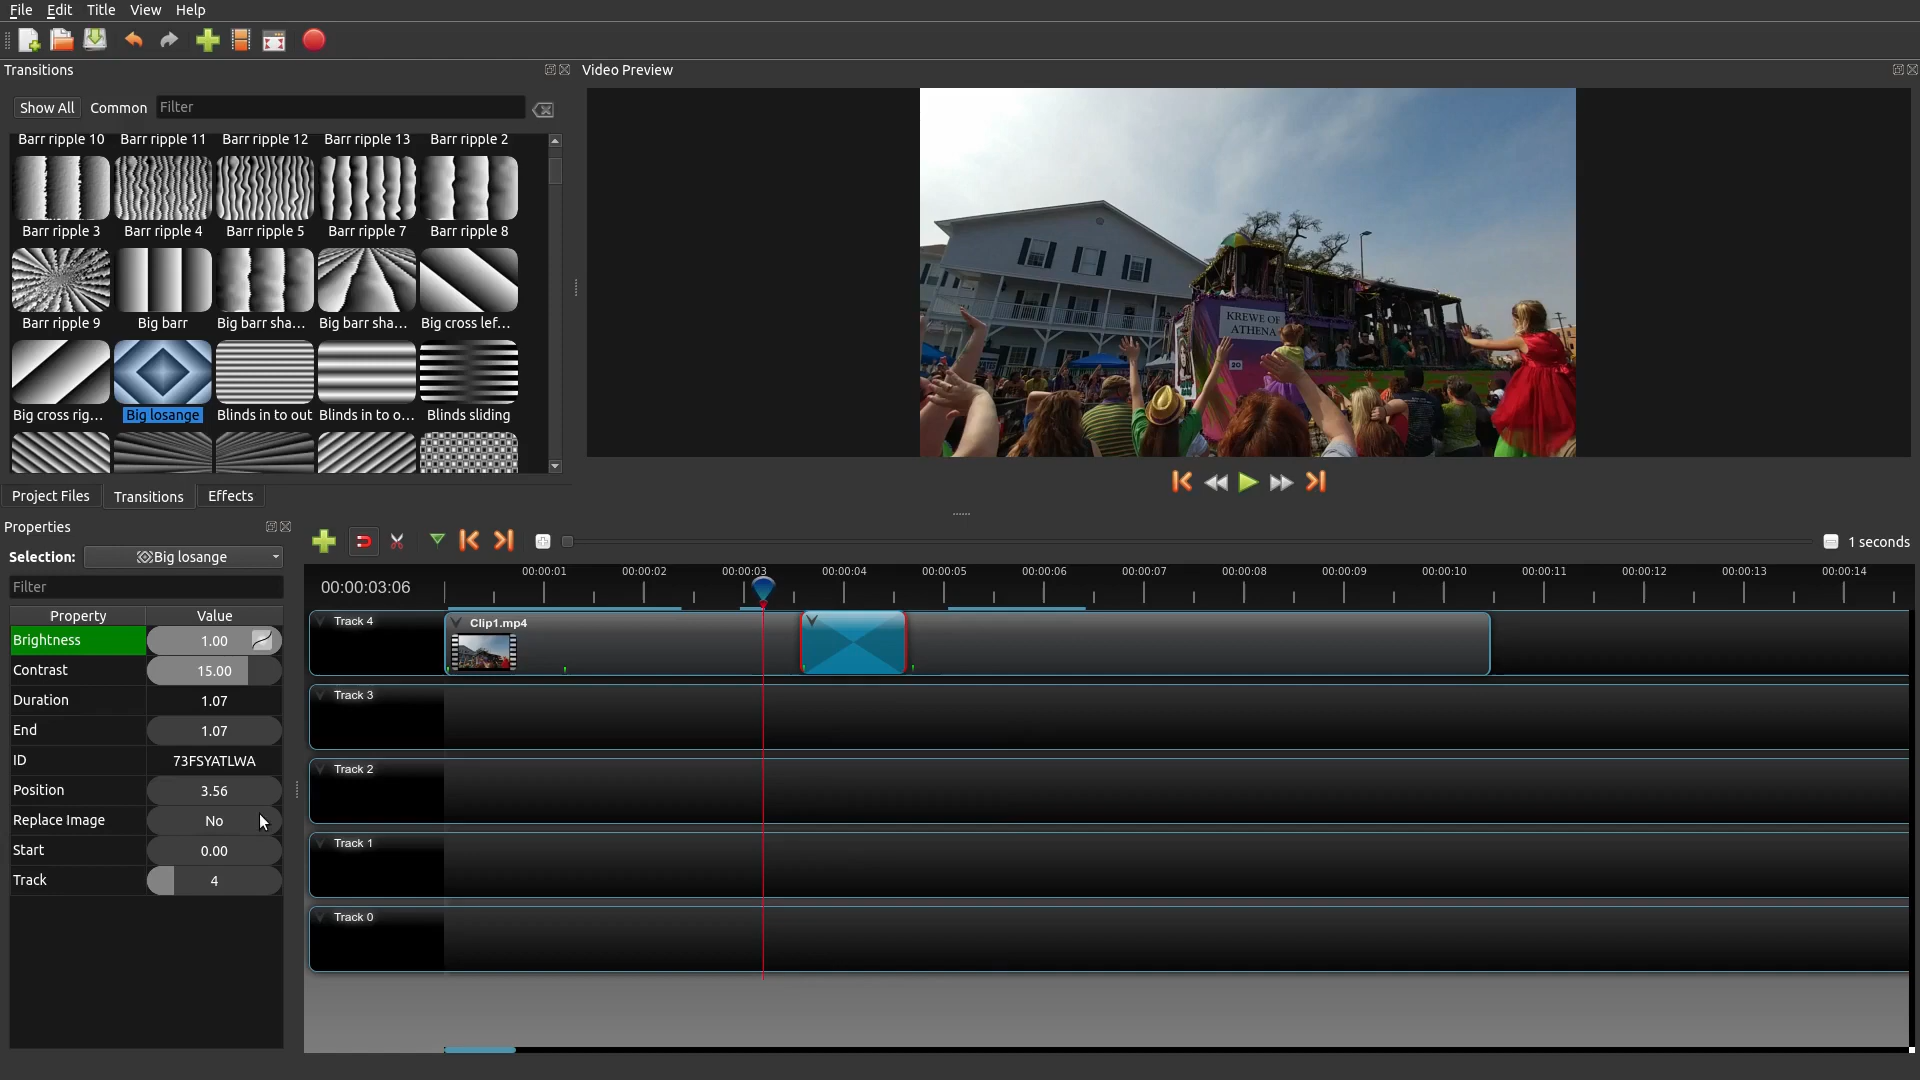 File Edit Title View Help
Transitions
Video Preview
Show All Common Filter
Barr ripple 10 Barr ripple 11 Barr ripple 12 Barr ripple 13 Barr ripple 2
Barr ripple 3 Barr ripple 4 Barr ripple 5 Barr ripple 7 Barr ripple 8
Barr ripple 9 Big barr Big barr sha... Big barr sha... Big cross lef...
Big cross rig... Big losange Blinds in to out Blinds in to o... Blinds sliding
KREWE OF
ATHENA
20
Project Files Transitions Effects
Properties
Selection: Big losange
1 seconds
Filter
00:00:03:06
00:00:01 00:00:02 00:00:03 00:00:04 00:00:05 00:00:06 00:00:07 00:00:08 00:00:09 00:00:10 00:00:11 00:00:12 00:00:13 00:00:14
Property Value
Brightness 1.00
Contrast 15.00
Duration 1.07
End 1.07
ID 73FSYATLWA
Position 3.56
Replace Image No
Start 0.00
Track 4
Track 4
Clip1.mp4
Track 3
Track 2
Track 1
Track 0